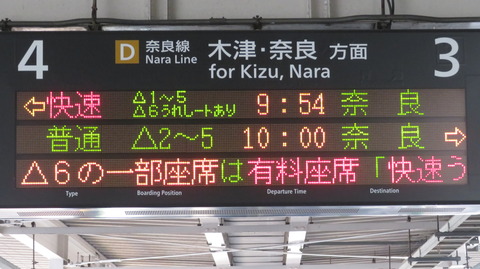 4 D 奈良線 木津・奈良 方面 3
Nara Line for Kizu, Nara
⇦快速 △1〜5 9:54 奈良
△6うれしートあり
普通 △2〜5 10:00 奈良⇨
△6の一部座席は有料座席「快速う
Type Boarding Position Departure Time Destination